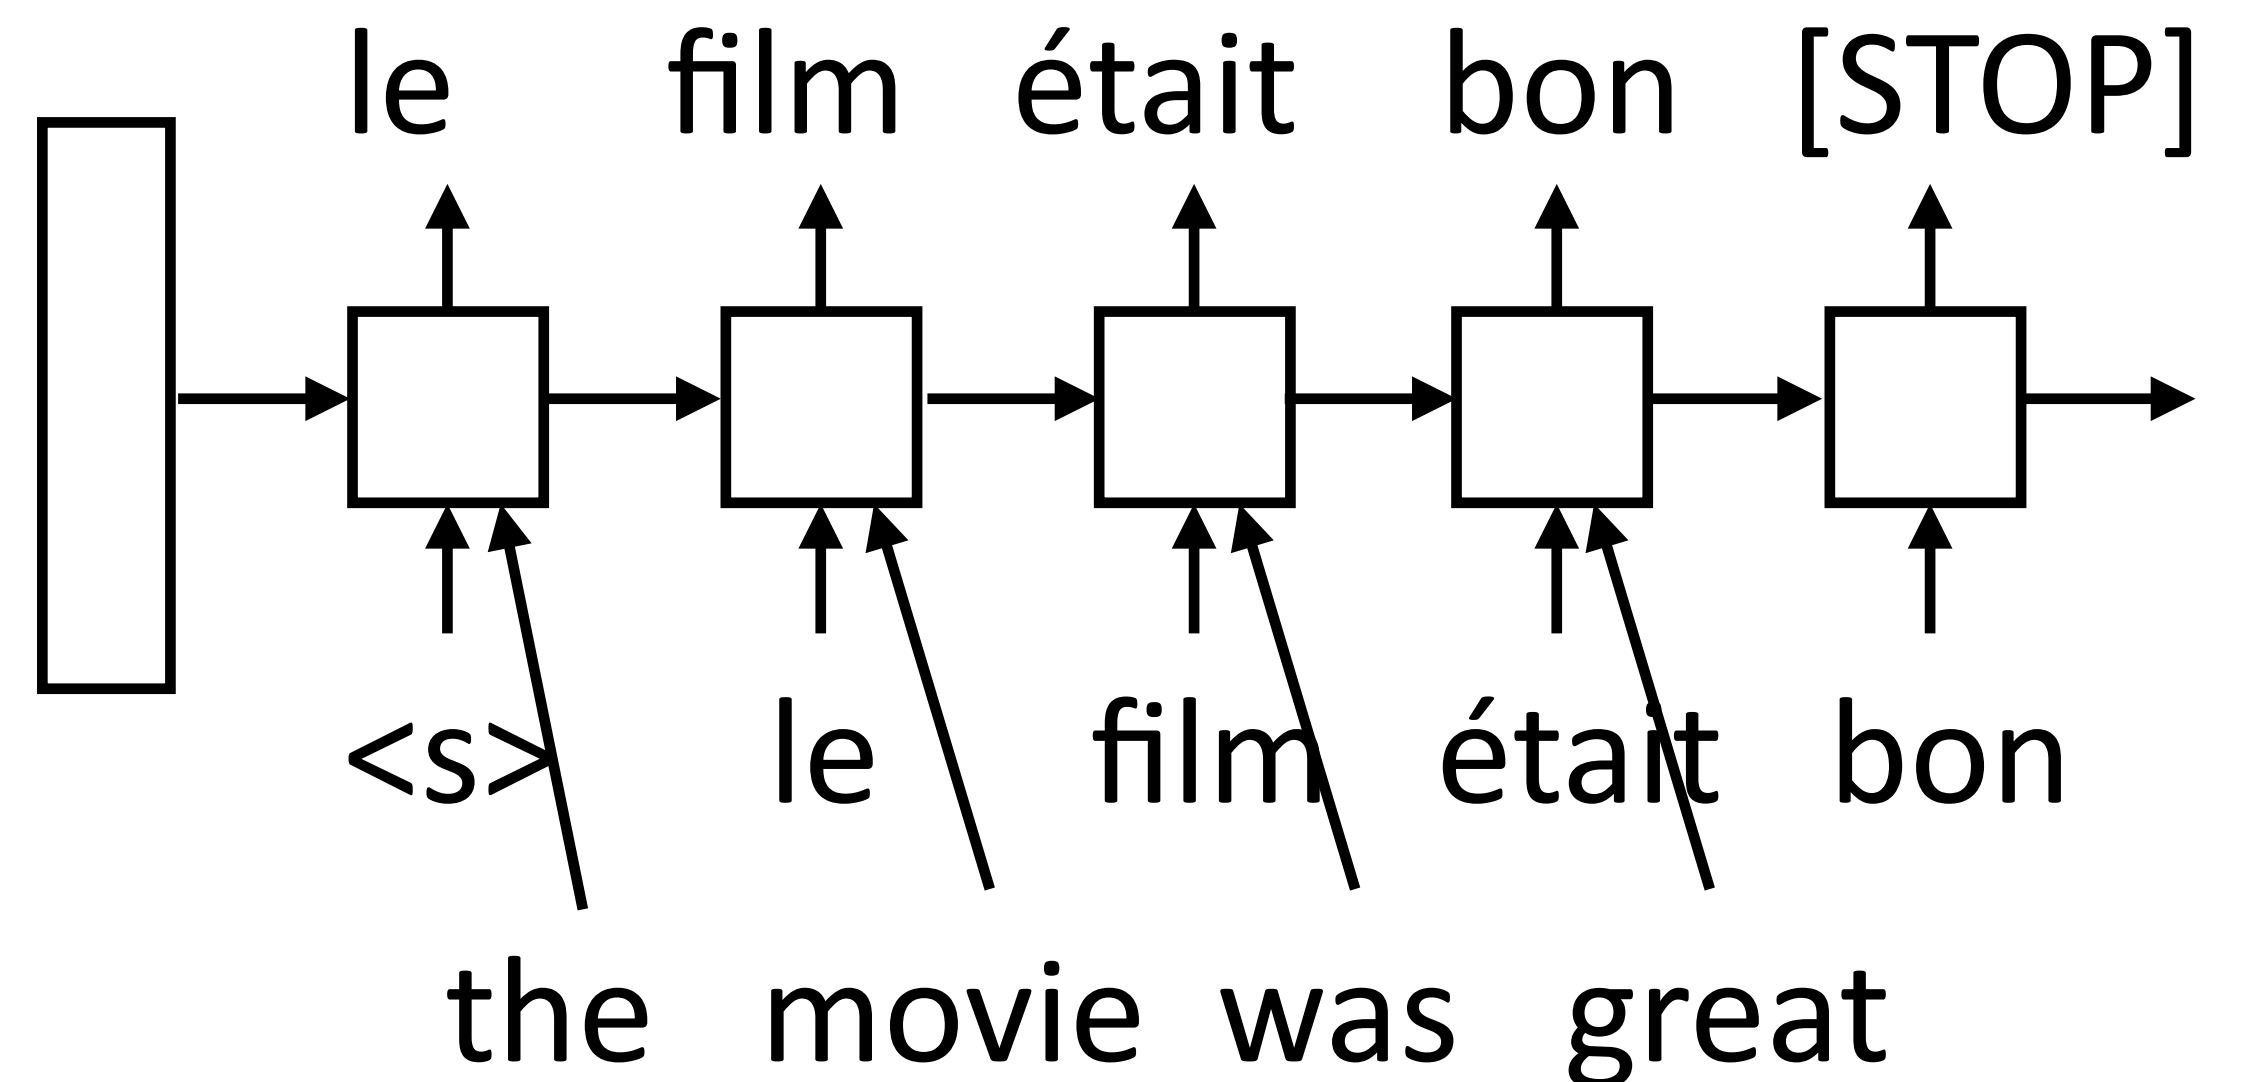 le film était bon [STOP]
<s> le film était bon
the movie was great